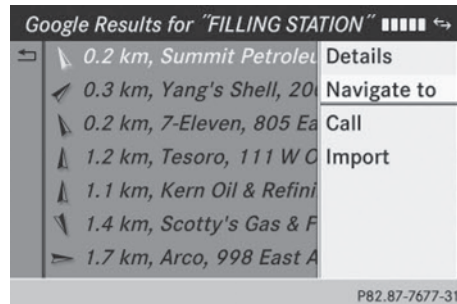 Google Results for ˝FILLING STATION˝
0.2 km, Summit Petroleu
0.3 km, Yang's Shell, 20
0.2 km, 7-Eleven, 805 Ea
1.2 km, Tesoro, 111 W C
1.1 km, Kern Oil & Refini
1.4 km, Scotty's Gas & F
1.7 km, Arco, 998 East A
Details
Navigate to
Call
Import
P82.87-7677-31